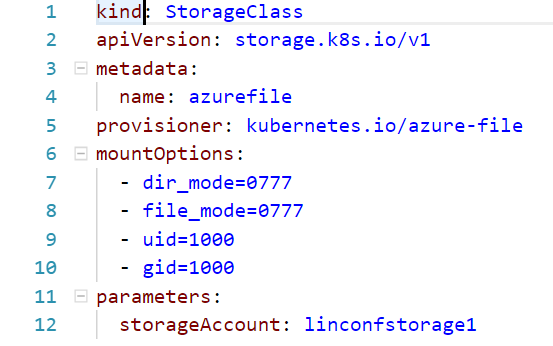 1 kind: StorageClass
2 apiVersion: storage.k8s.io/v1
3 metadata:
4   name: azurefile
5 provisioner: kubernetes.io/azure-file
6 mountOptions:
7   - dir_mode=0777
8   - file_mode=0777
9   - uid=1000
10   - gid=1000
11 parameters:
12   storageAccount: linconfstorage1